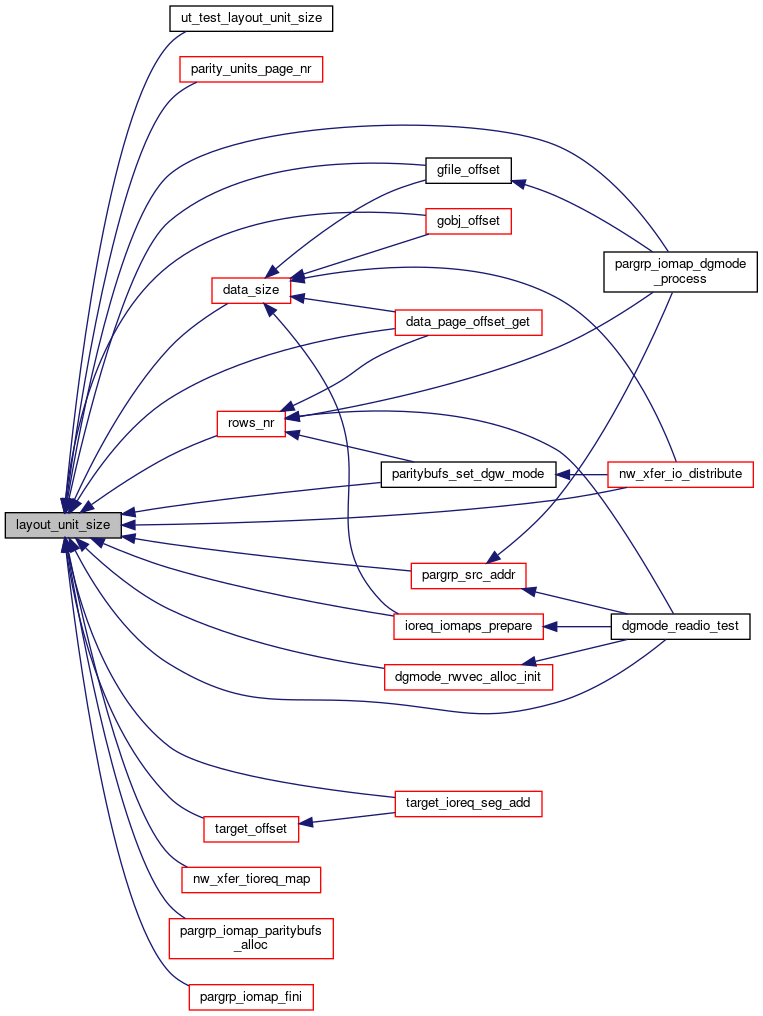 ut_test_layout_unit_size
parity_units_page_nr
gfile_offset
gobj_offset
pargrp_iomap_dgmode
_process
data_size
data_page_offset_get
rows_nr
paritybufs_set_dgw_mode
nw_xfer_io_distribute
layout_unit_size
pargrp_src_addr
ioreq_iomaps_prepare
dgmode_readio_test
dgmode_rwvec_alloc_init
target_ioreq_seg_add
target_offset
nw_xfer_tioreq_map
pargrp_iomap_paritybufs
_alloc
pargrp_iomap_fini